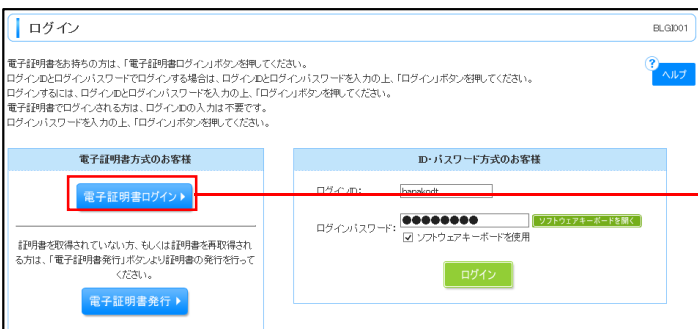 ログイン
BLGI001
電子証明書をお持ちの方は、「電子証明書ログイン」ボタンを押してください。
ログインIDとログインパスワードでログインする場合は、ログインIDとログインパスワードを入力の上、「ログイン」ボタンを押してください。
ログインするには、ログインIDとログインパスワードを入力の上、「ログイン」ボタンを押してください。
電子証明書でログインされる方は、ログインIDの入力は不要です。
ログインパスワードを入力の上、「ログイン」ボタンを押してください。
?
ヘルプ
電子証明書方式のお客様
電子証明書ログイン
証明書を取得されていない方、もしくは証明書を再取得され
る方は、「電子証明書発行」ボタンより証明書の発行を行って
ください。
電子証明書発行
ID・パスワード方式のお客様
ログインID: hanakodt
ログインパスワード: ●●●●●●●● ソフトウェアキーボードを開く
ソフトウェアキーボードを使用
ログイン